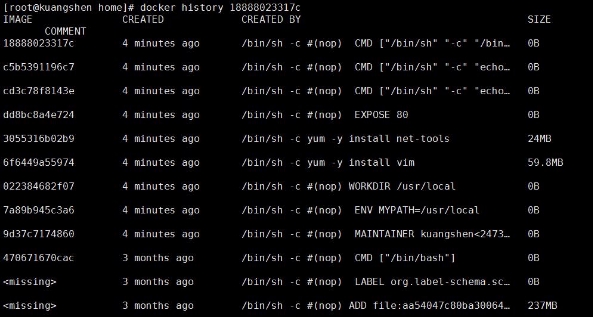 [root@kuangshen home]# docker history 18888023317c
IMAGE CREATED CREATED BY SIZE
COMMENT
18888023317c 4 minutes ago /bin/sh -c #(nop) CMD ["/bin/sh" "-c" "/bin… 0B
c5b5391196c7 4 minutes ago /bin/sh -c #(nop) CMD ["/bin/sh" "-c" "echo… 0B
cd3c78f8143e 4 minutes ago /bin/sh -c #(nop) CMD ["/bin/sh" "-c" "echo… 0B
dd8bc8a4e724 4 minutes ago /bin/sh -c #(nop) EXPOSE 80 0B
3055316b02b9 4 minutes ago /bin/sh -c yum -y install net-tools 24MB
6f6449a55974 4 minutes ago /bin/sh -c yum -y install vim 59.8MB
022384682f07 4 minutes ago /bin/sh -c #(nop) WORKDIR /usr/local 0B
7a89b945c3a6 4 minutes ago /bin/sh -c #(nop) ENV MYPATH=/usr/local 0B
9d37c7174860 4 minutes ago /bin/sh -c #(nop) MAINTAINER kuangshen<2473… 0B
470671670cac 3 months ago /bin/sh -c #(nop) CMD ["/bin/bash"] 0B
<missing> 3 months ago /bin/sh -c #(nop) LABEL org.label-schema.sc… 0B
<missing> 3 months ago /bin/sh -c #(nop) ADD file:aa54047c80ba30064… 237MB